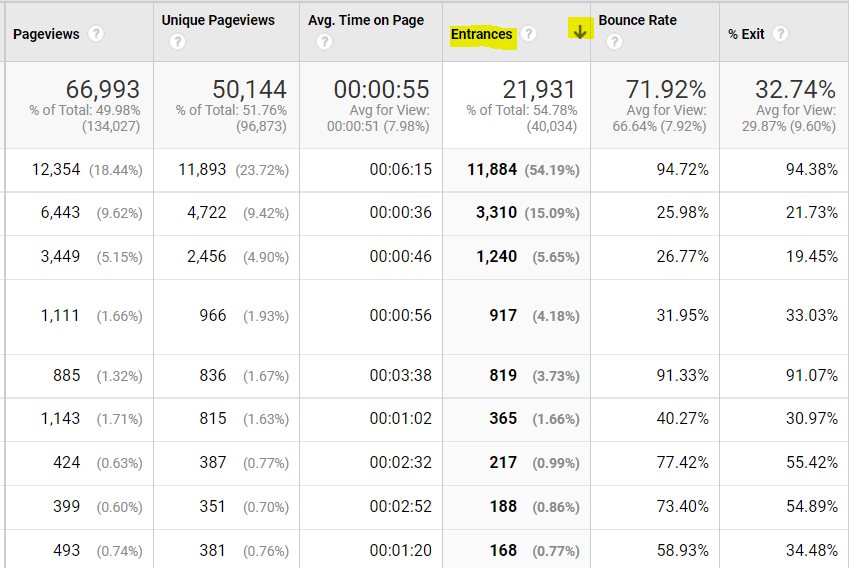 Pageviews ? Unique Pageviews ? Avg. Time on Page ? Entrances ? ↓ Bounce Rate ? % Exit ?
66,993 50,144 00:00:55 21,931 71.92% 32.74%
% of Total: 49.98% % of Total: 51.76% Avg for View: % of Total: 54.78% Avg for View: Avg for View:
(134,027) (96,873) 00:00:51 (7.98%) (40,034) 66.64% (7.92%) 29.87% (9.60%)
12,354 (18.44%) 11,893 (23.72%) 00:06:15 11,884 (54.19%) 94.72% 94.38%
6,443 (9.62%) 4,722 (9.42%) 00:00:36 3,310 (15.09%) 25.98% 21.73%
3,449 (5.15%) 2,456 (4.90%) 00:00:46 1,240 (5.65%) 26.77% 19.45%
1,111 (1.66%) 966 (1.93%) 00:00:56 917 (4.18%) 31.95% 33.03%
885 (1.32%) 836 (1.67%) 00:03:38 819 (3.73%) 91.33% 91.07%
1,143 (1.71%) 815 (1.63%) 00:01:02 365 (1.66%) 40.27% 30.97%
424 (0.63%) 387 (0.77%) 00:02:32 217 (0.99%) 77.42% 55.42%
399 (0.60%) 351 (0.70%) 00:02:52 188 (0.86%) 73.40% 54.89%
493 (0.74%) 381 (0.76%) 00:01:20 168 (0.77%) 58.93% 34.48%